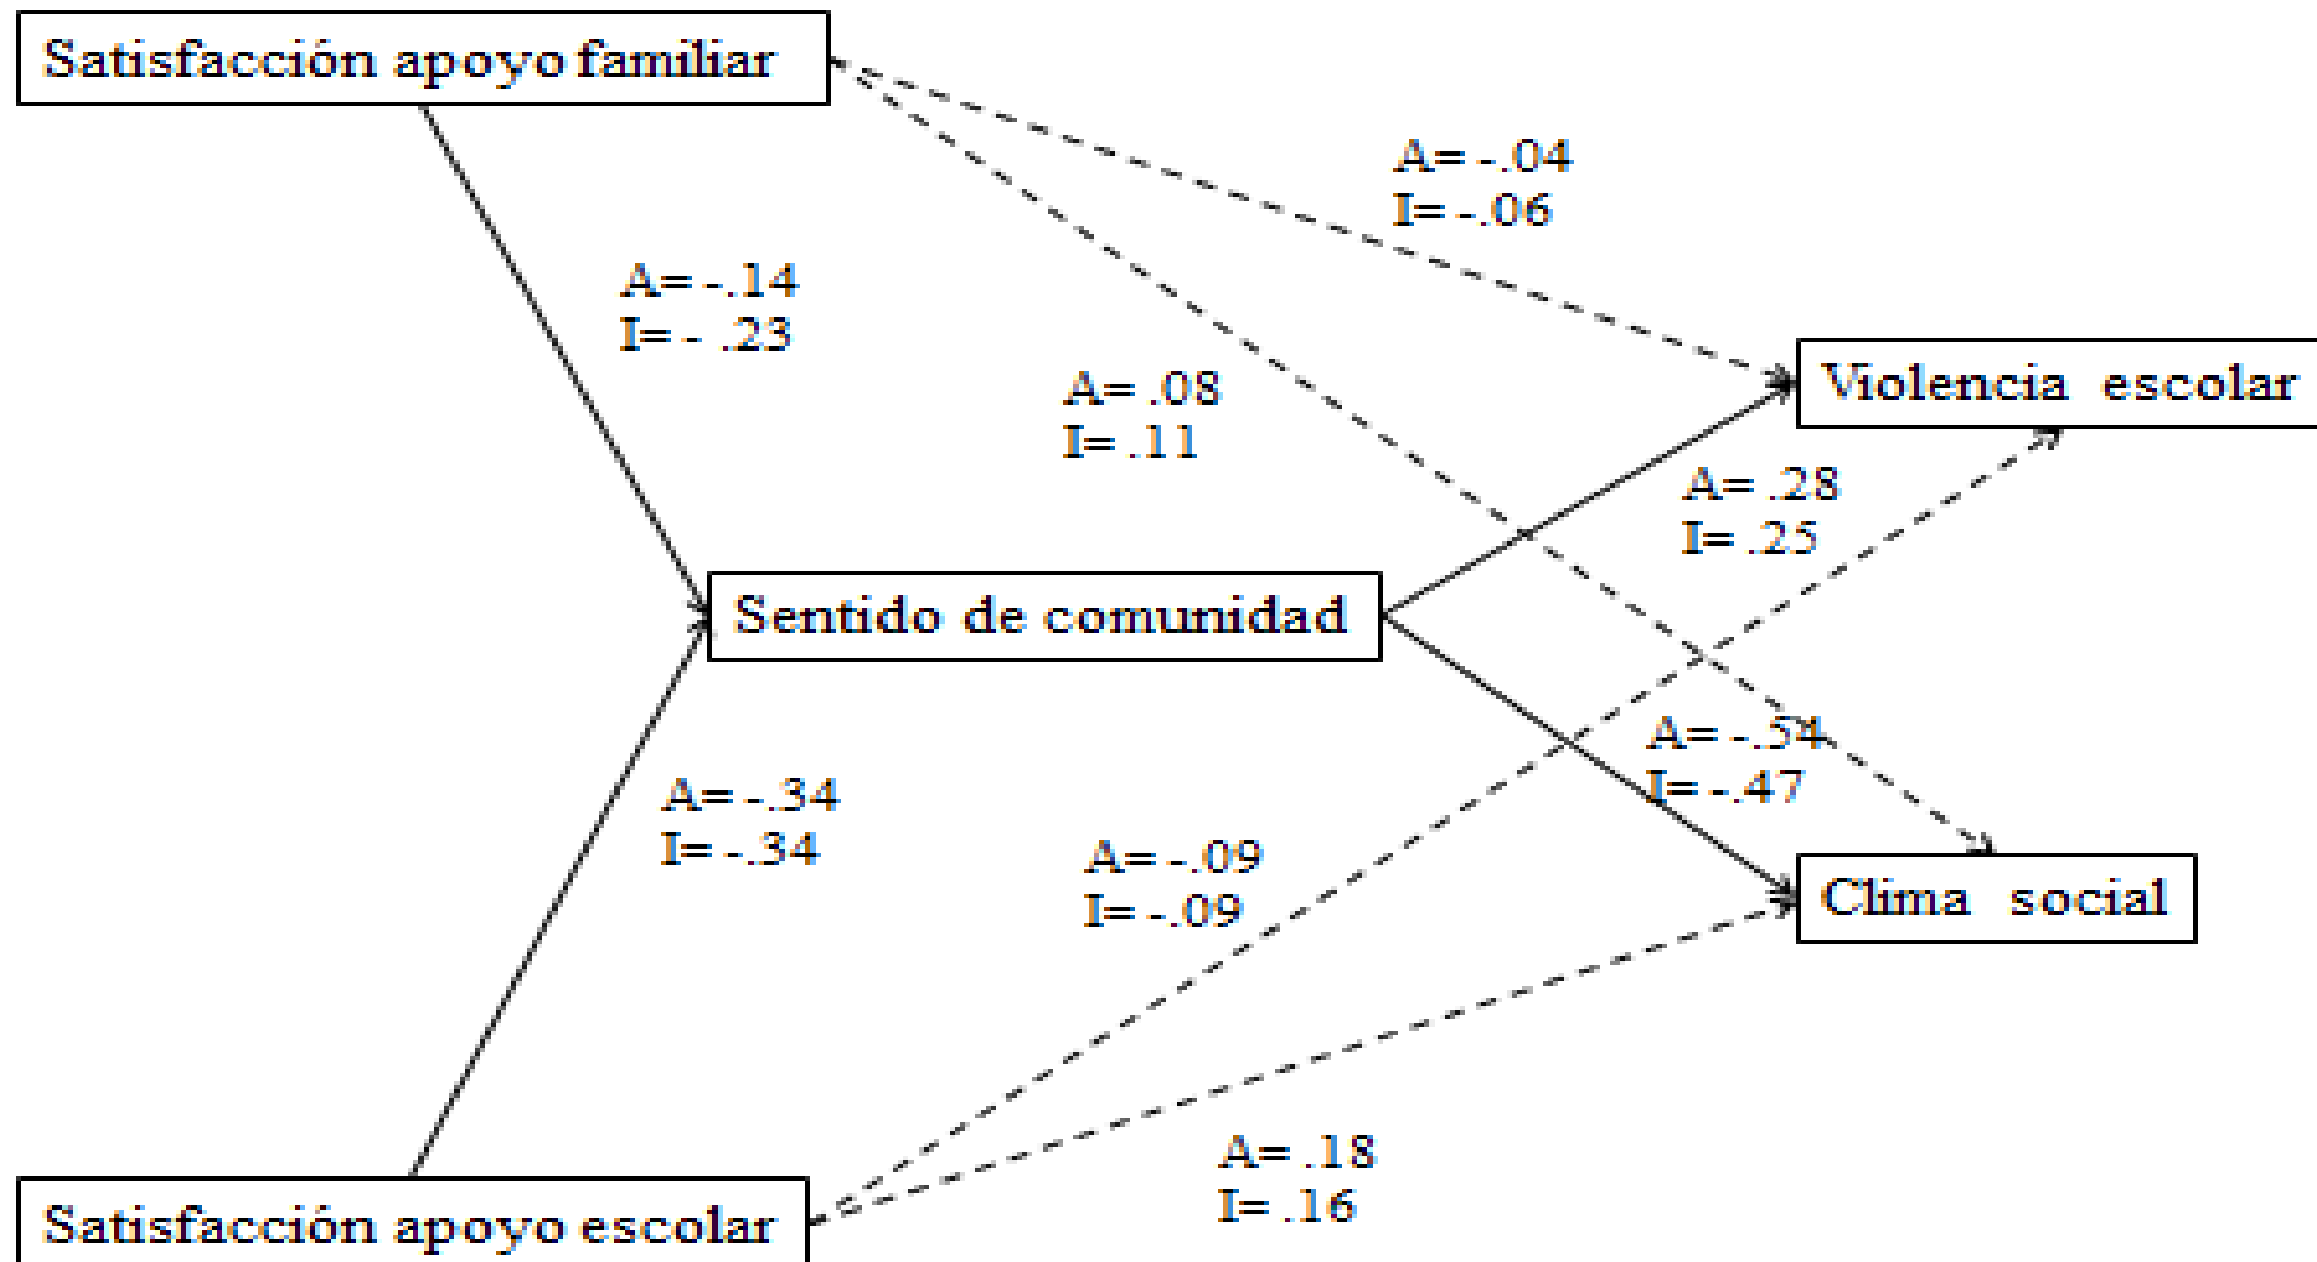 Satisfacción apoyo familiar
A= -.04
I= -.06
A= -.14
I= - .23
A= .08
I= .11
Violencia escolar
A= .28
I= .25
Sentido de comunidad
A= -.54
I= -.47
A= -.34
I= -.34
A= -.09
I= -.09
Clima social
A= .18
I= .16
Satisfacción apoyo escolar